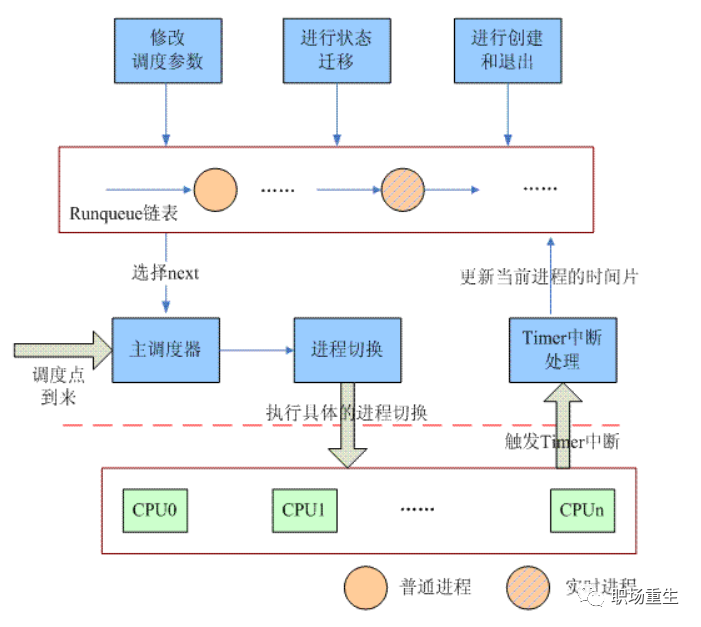 修改
调度参数
进行状态
迁移
进行创建
和退出
······
······
Runqueue链表
选择next
更新当前进程的时间片
主调度器
进程切换
Timer中断
处理
调度点
到来
执行具体的进程切换
触发Timer中断
CPU0
CPU1
······
CPUn
普通进程
实时进程
职场重生